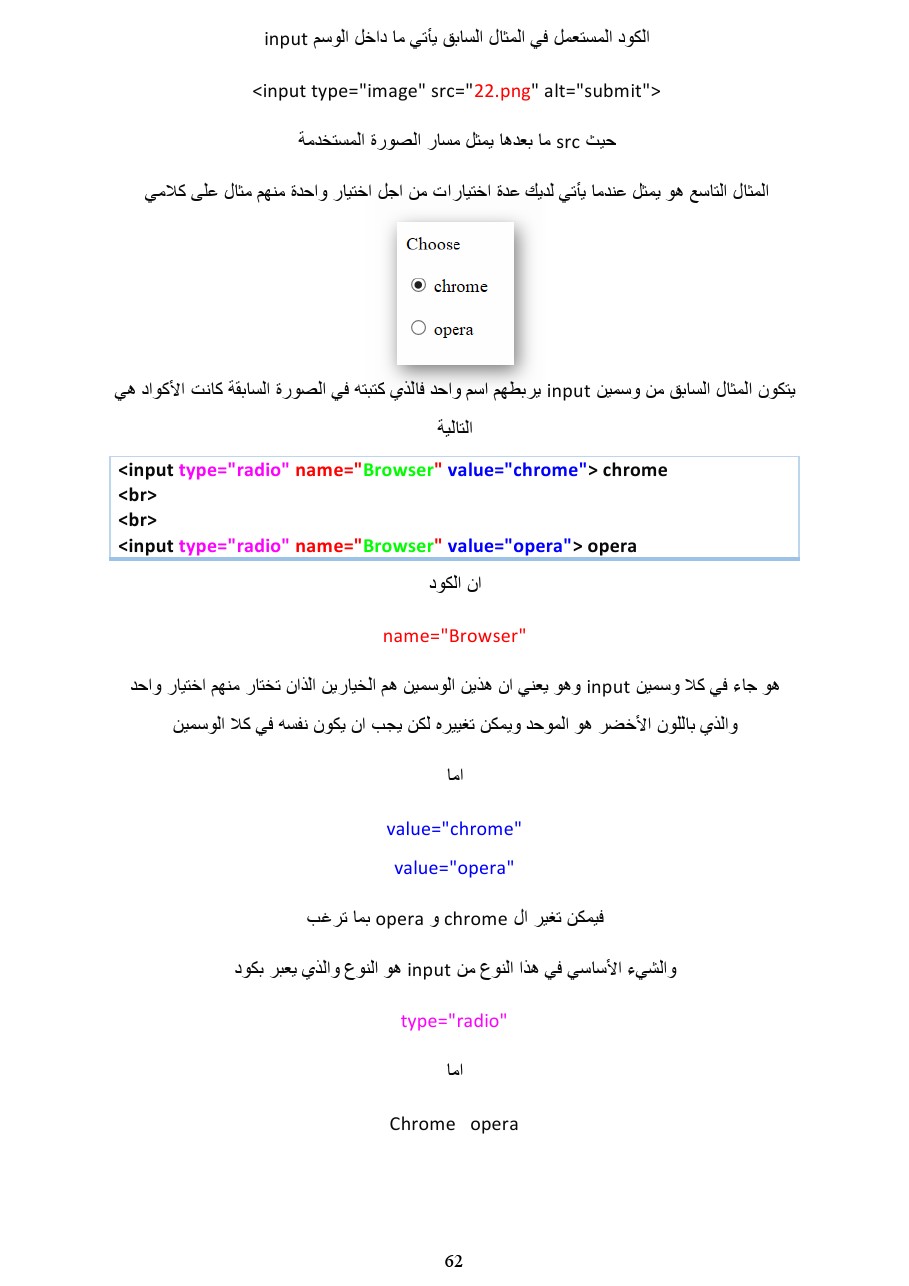 الكود المستعمل في المثال السابق يأتي ما داخل الوسم input
<input type="image" src="22.png" alt="submit">
حيث src ما بعدها يمثل مسار الصورة المستخدمة
المثال التاسع هو يمثل عندما يأتي لديك عدة اختيارات من اجل اختيار واحدة منهم مثال على كلامي
Choose
chrome
opera
يتكون المثال السابق من وسمين input يربطهم اسم واحد فالذي كتبته في الصورة السابقة كانت الأكواد هي
التالية
<input type="radio" name="Browser" value="chrome"> chrome
<br>
<br>
<input type="radio" name="Browser" value="opera"> opera
ان الكود
name="Browser"
هو جاء في كلا وسمين input وهو يعني ان هذين الوسمين هم الخيارين الذان تختار منهم اختيار واحد
والذي باللون الأخضر هو الموحد ويمكن تغييره لكن يجب ان يكون نفسه في كلا الوسمين
اما
value="chrome"
value="opera"
فيمكن تغير ال chrome و opera بما ترغب
والشيء الأساسي في هذا النوع من input هو النوع والذي يعبر بكود
type="radio"
اما
Chrome opera
62